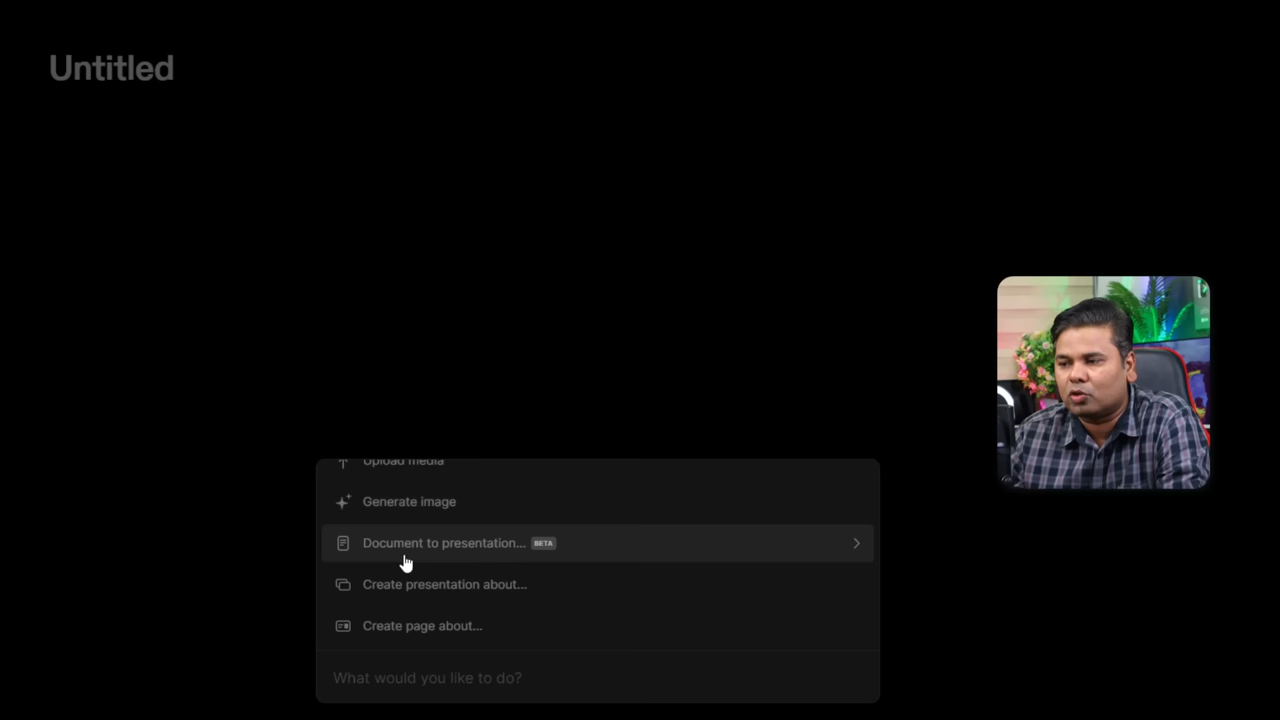 Untitled
Upload media
Generate image
Document to presentation... BETA
Create presentation about...
Create page about...
What would you like to do?